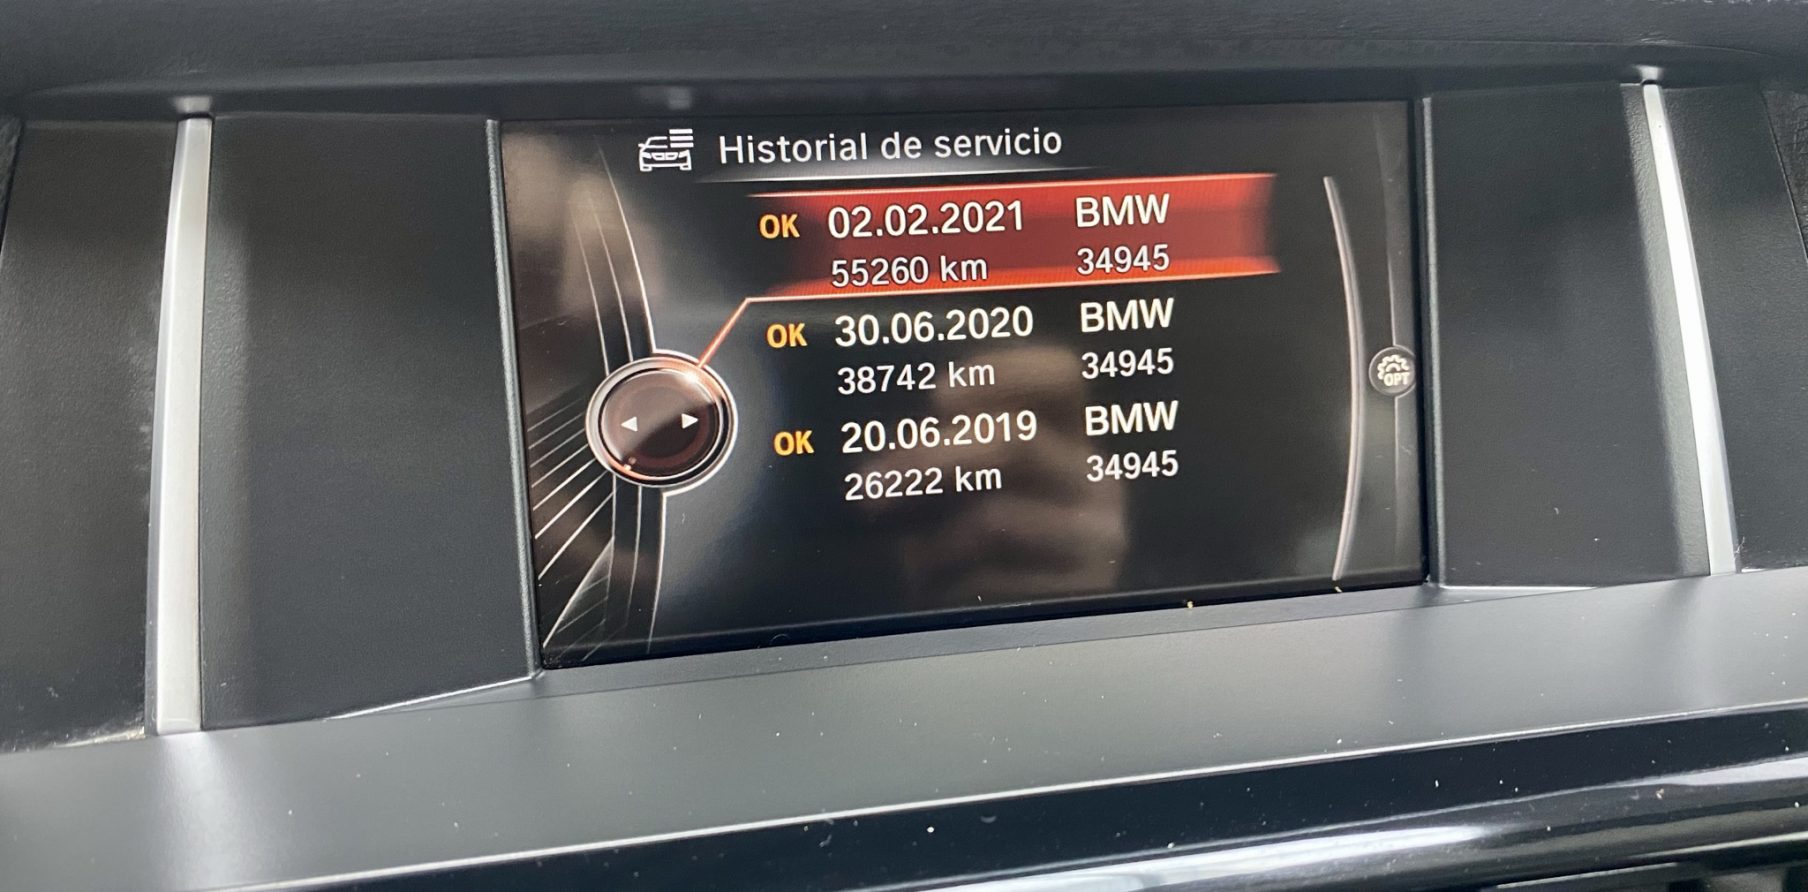 Historial de servicio
OK 02.02.2021 BMW
55260 km 34945
OK 30.06.2020 BMW
38742 km 34945
OK 20.06.2019 BMW
26222 km 34945
OPT